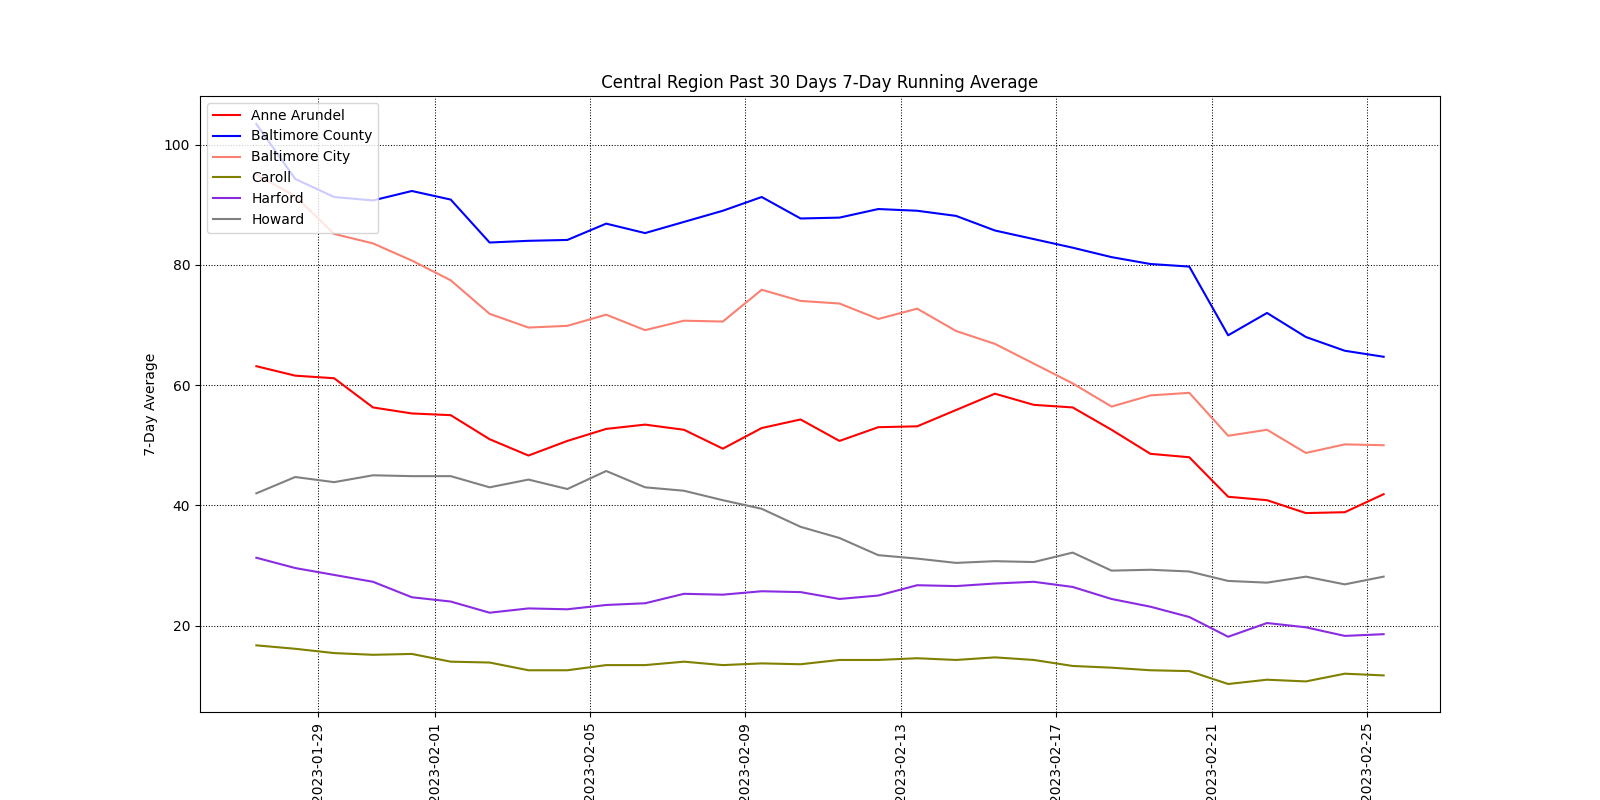 Central Region Past 30 Days 7-Day Running Average
Anne Arundel
Baltimore County
Baltimore City
Caroll
Harford
Howard
7-Day Average
100
80
60
40
20
2023-01-29
2023-02-01
2023-02-05
2023-02-09
2023-02-13
2023-02-17
2023-02-21
2023-02-25